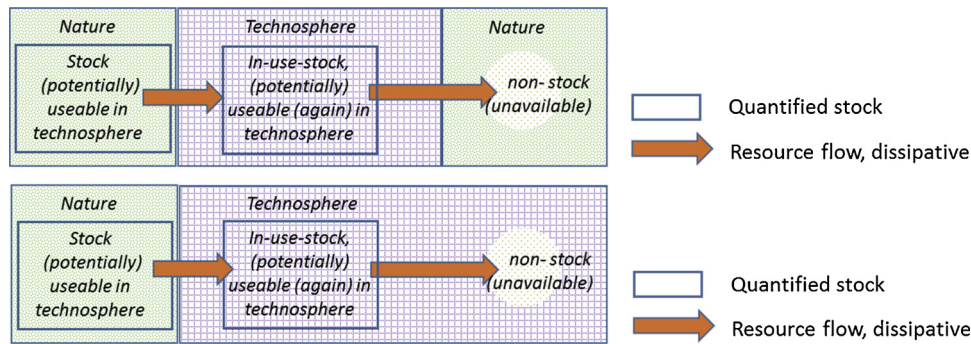 Nature
Technosphere
Nature
Stock
(potentially)
useable in
technosphere
In-use-stock,
(potentially)
useable (again) in
technosphere
non- stock
(unavailable)
Quantified stock
Resource flow, dissipative
Nature
Technosphere
Stock
(potentially)
useable in
technosphere
In-use-stock,
(potentially)
useable (again) in
technosphere
non-stock
(unavailable)
Quantified stock
Resource flow, dissipative